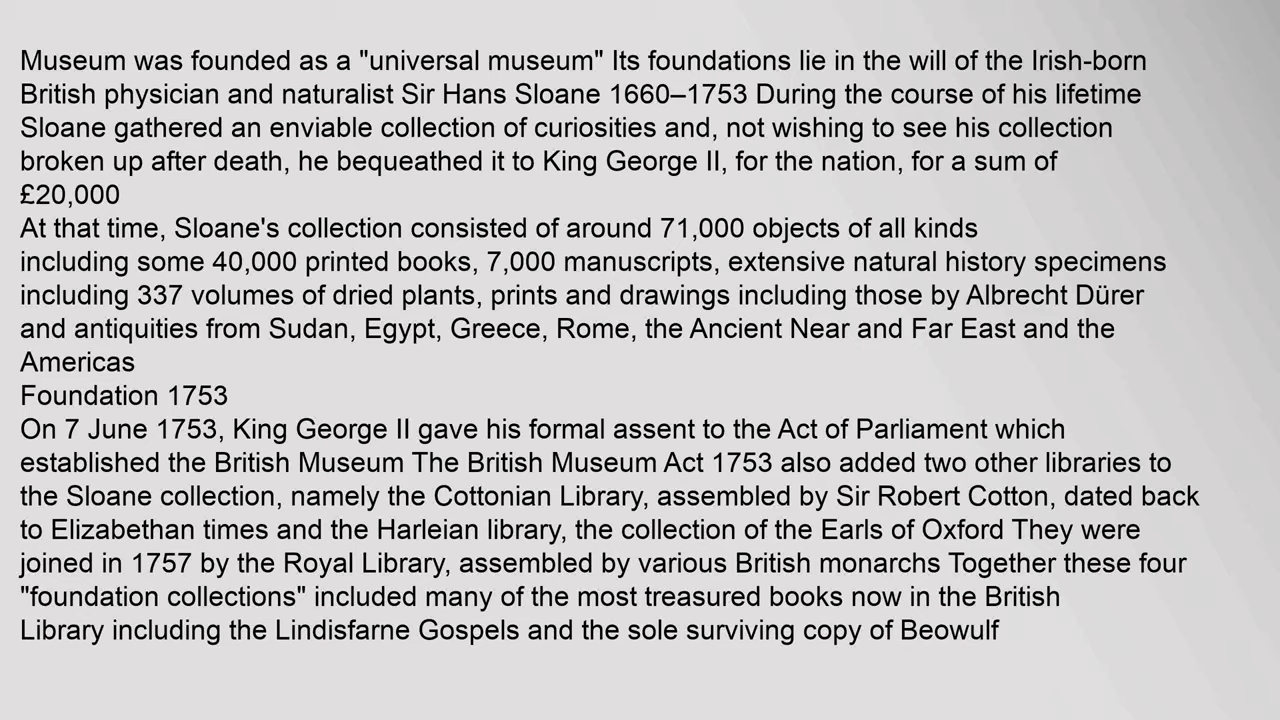 Museum was founded as a "universal museum" Its foundations lie in the will of the Irish-born
British physician and naturalist Sir Hans Sloane 1660–1753 During the course of his lifetime
Sloane gathered an enviable collection of curiosities and, not wishing to see his collection
broken up after death, he bequeathed it to King George II, for the nation, for a sum of
£20,000
At that time, Sloane's collection consisted of around 71,000 objects of all kinds
including some 40,000 printed books, 7,000 manuscripts, extensive natural history specimens
including 337 volumes of dried plants, prints and drawings including those by Albrecht Dürer
and antiquities from Sudan, Egypt, Greece, Rome, the Ancient Near and Far East and the
Americas
Foundation 1753
On 7 June 1753, King George II gave his formal assent to the Act of Parliament which
established the British Museum The British Museum Act 1753 also added two other libraries to
the Sloane collection, namely the Cottonian Library, assembled by Sir Robert Cotton, dated back
to Elizabethan times and the Harleian library, the collection of the Earls of Oxford They were
joined in 1757 by the Royal Library, assembled by various British monarchs Together these four
"foundation collections" included many of the most treasured books now in the British
Library including the Lindisfarne Gospels and the sole surviving copy of Beowulf